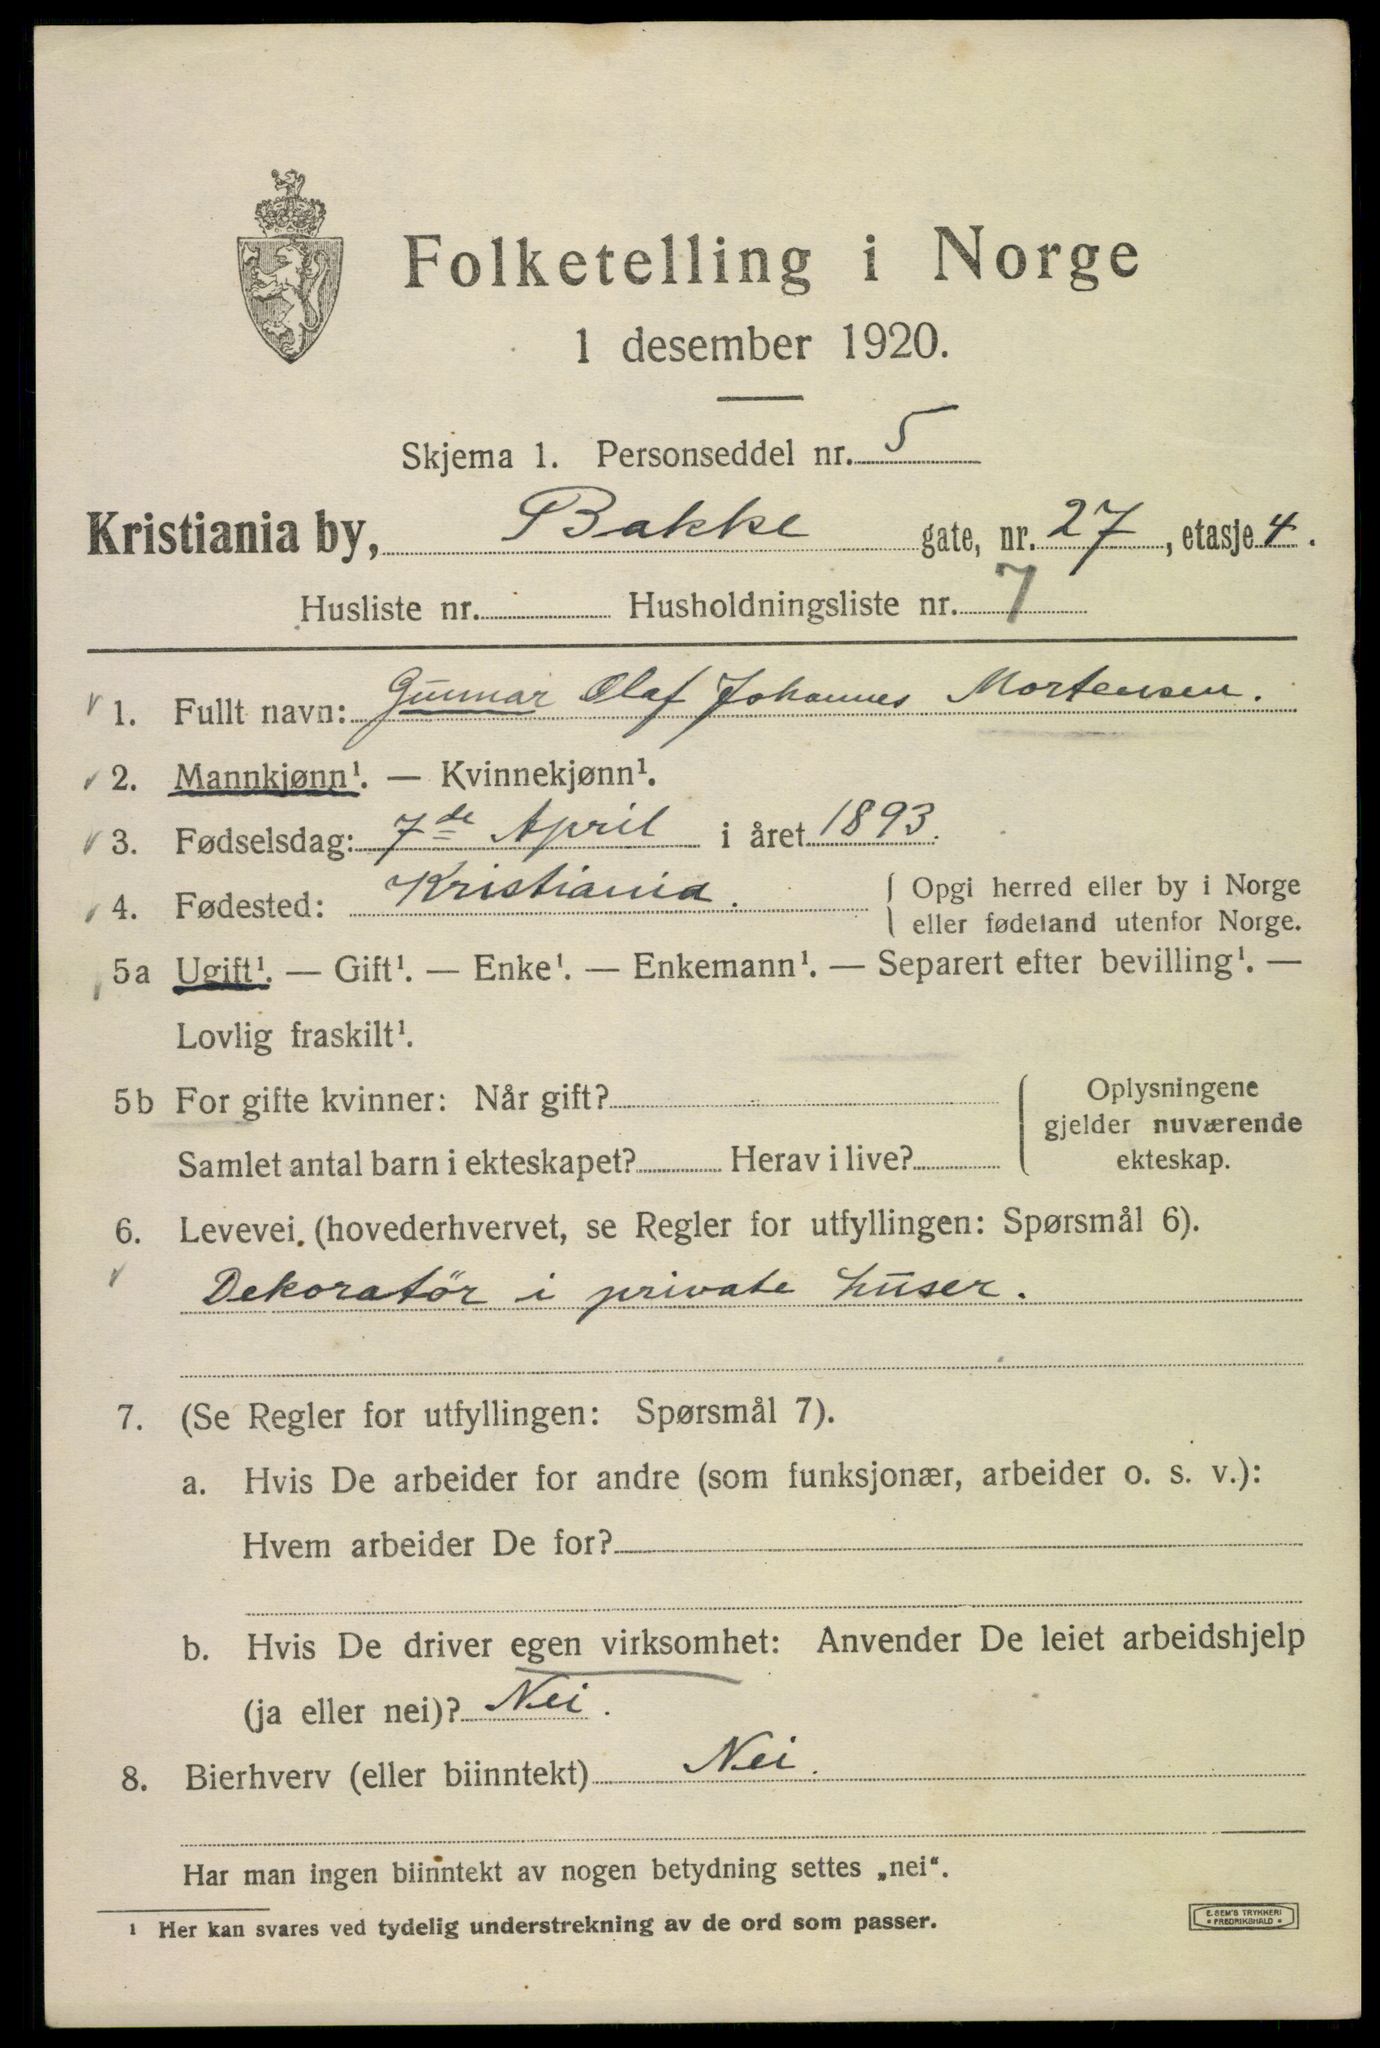 Folketelling i Norge
1 desember 1920.
Skjema 1. Personseddel nr. 5
Kristiania by, Bakke gate, nr. 27, etasje 4.
Husliste nr. Husholdningsliste nr. 7
1. Fullt navn: Gunnar Olaf Johannes Mortensen.
2. Mannkjønn¹. — Kvinnekjønn¹.
3. Fødselsdag: 7de April i året 1893.
4. Fødested: Kristiania. { Opgi herred eller by i Norge
eller fødeland utenfor Norge.
5a Ugift¹. — Gift¹. — Enke¹. — Enkemann¹. — Separert efter bevilling¹. —
Lovlig fraskilt¹.
5b For gifte kvinner: Når gift? { Oplysningene
gjelder nuværende
Samlet antal barn i ekteskapet? Herav i live? ekteskap.
6. Levevei. (hovederhvervet, se Regler for utfyllingen: Spørsmål 6).
Dekoratör i private huser.
7. (Se Regler for utfyllingen: Spørsmål 7).
a. Hvis De arbeider for andre (som funksjonær, arbeider o. s. v.):
Hvem arbeider De for?
b. Hvis De driver egen virksomhet: Anvender De leiet arbeidshjelp
(ja eller nei)? Nei.
8. Bierhverv (eller biinntekt) Nei.
Har man ingen biinntekt av nogen betydning settes „nei“.
¹ Her kan svares ved tydelig understrekning av de ord som passer.
E. SEM'S TRYKKERI
• FREDRIKSHALD •